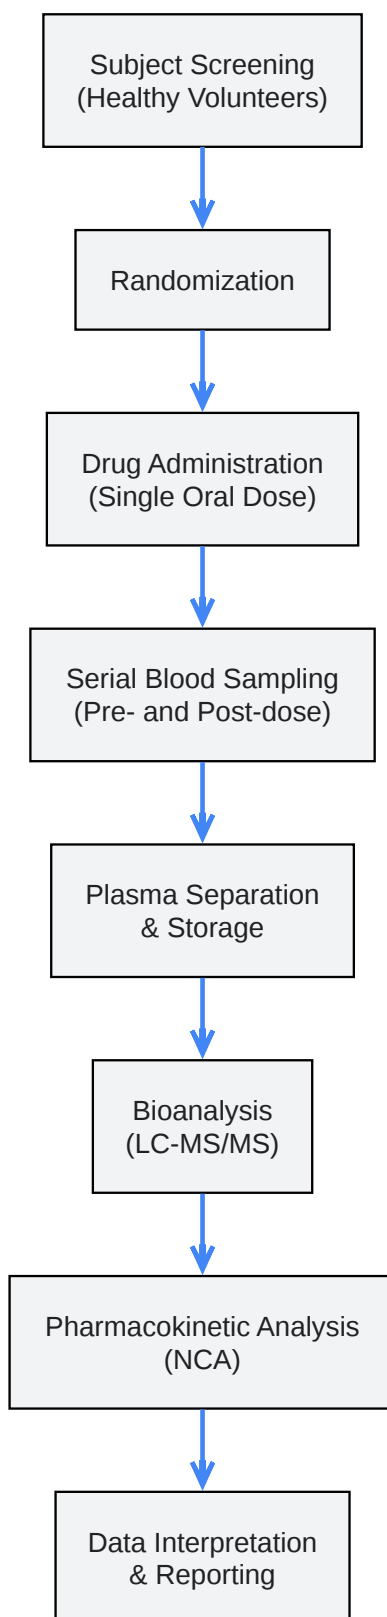 Subject Screening
(Healthy Volunteers)
Randomization
Drug Administration
(Single Oral Dose)
Serial Blood Sampling
(Pre- and Post-dose)
Plasma Separation
& Storage
Bioanalysis
(LC-MS/MS)
Pharmacokinetic Analysis
(NCA)
Data Interpretation
& Reporting